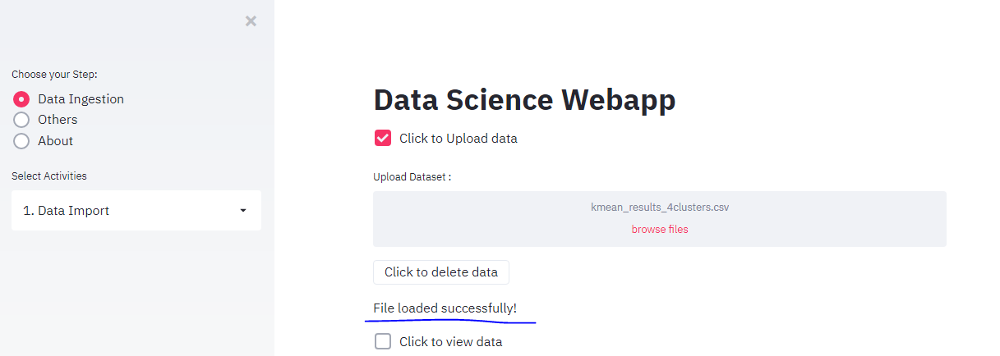 Choose your Step:
Data Ingestion
Others
About
Select Activities
1. Data Import
Data Science Webapp
Click to Upload data
Upload Dataset :
kmean_results_4clusters.csv
browse files
Click to delete data
File loaded successfully!
Click to view data